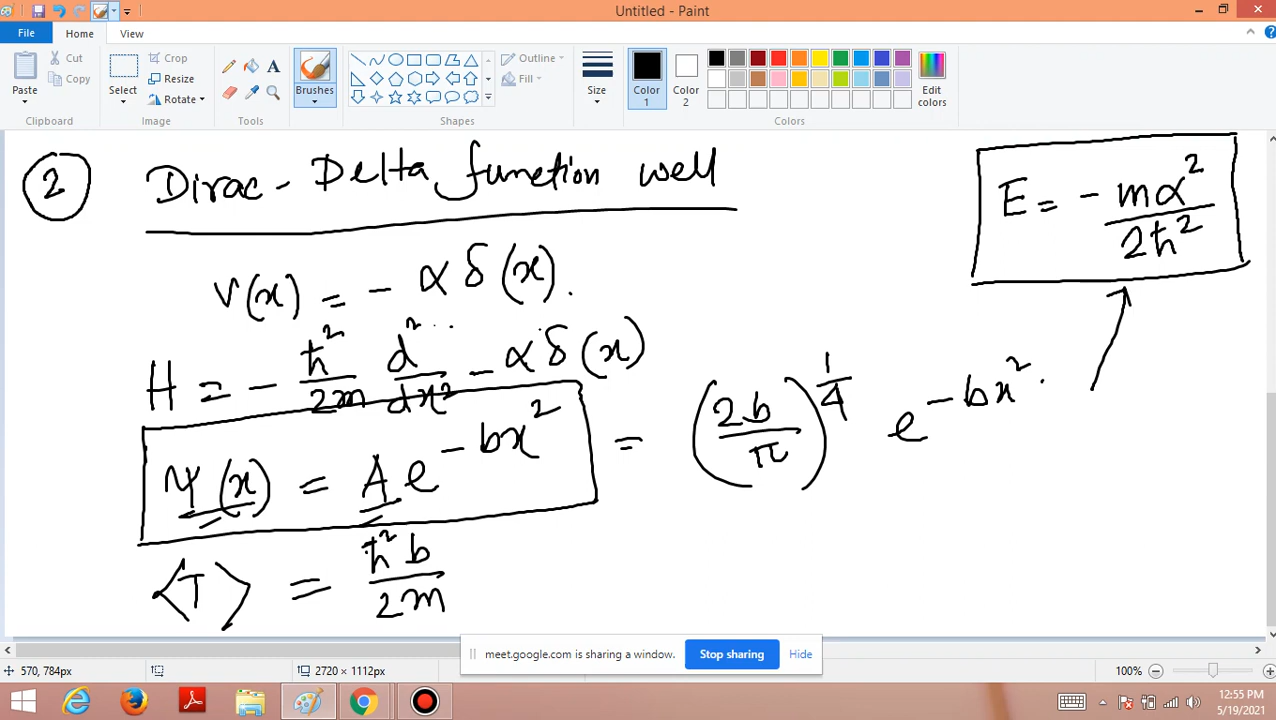 Untitled - Paint
File Home View
Paste Cut Copy Clipboard
Select Crop Resize Rotate Image
Tools
Brushes
Outline Fill Shapes
Size
Color 1 Color 2 Edit colors Colors
② Dirac - Delta function well
E = - mα² / 2ħ²
V(x) = - α δ(x).
H = - ħ²/2m d²/dx² - α δ(x)
ψ(x) = A e^{-bx²} = (2b/π)^{1/4} e^{-bx²}.
<T> = ħ²b / 2m
meet.google.com is sharing a window. Stop sharing Hide
570, 784px 2720 × 1112px 100%
12:55 PM
5/19/2021